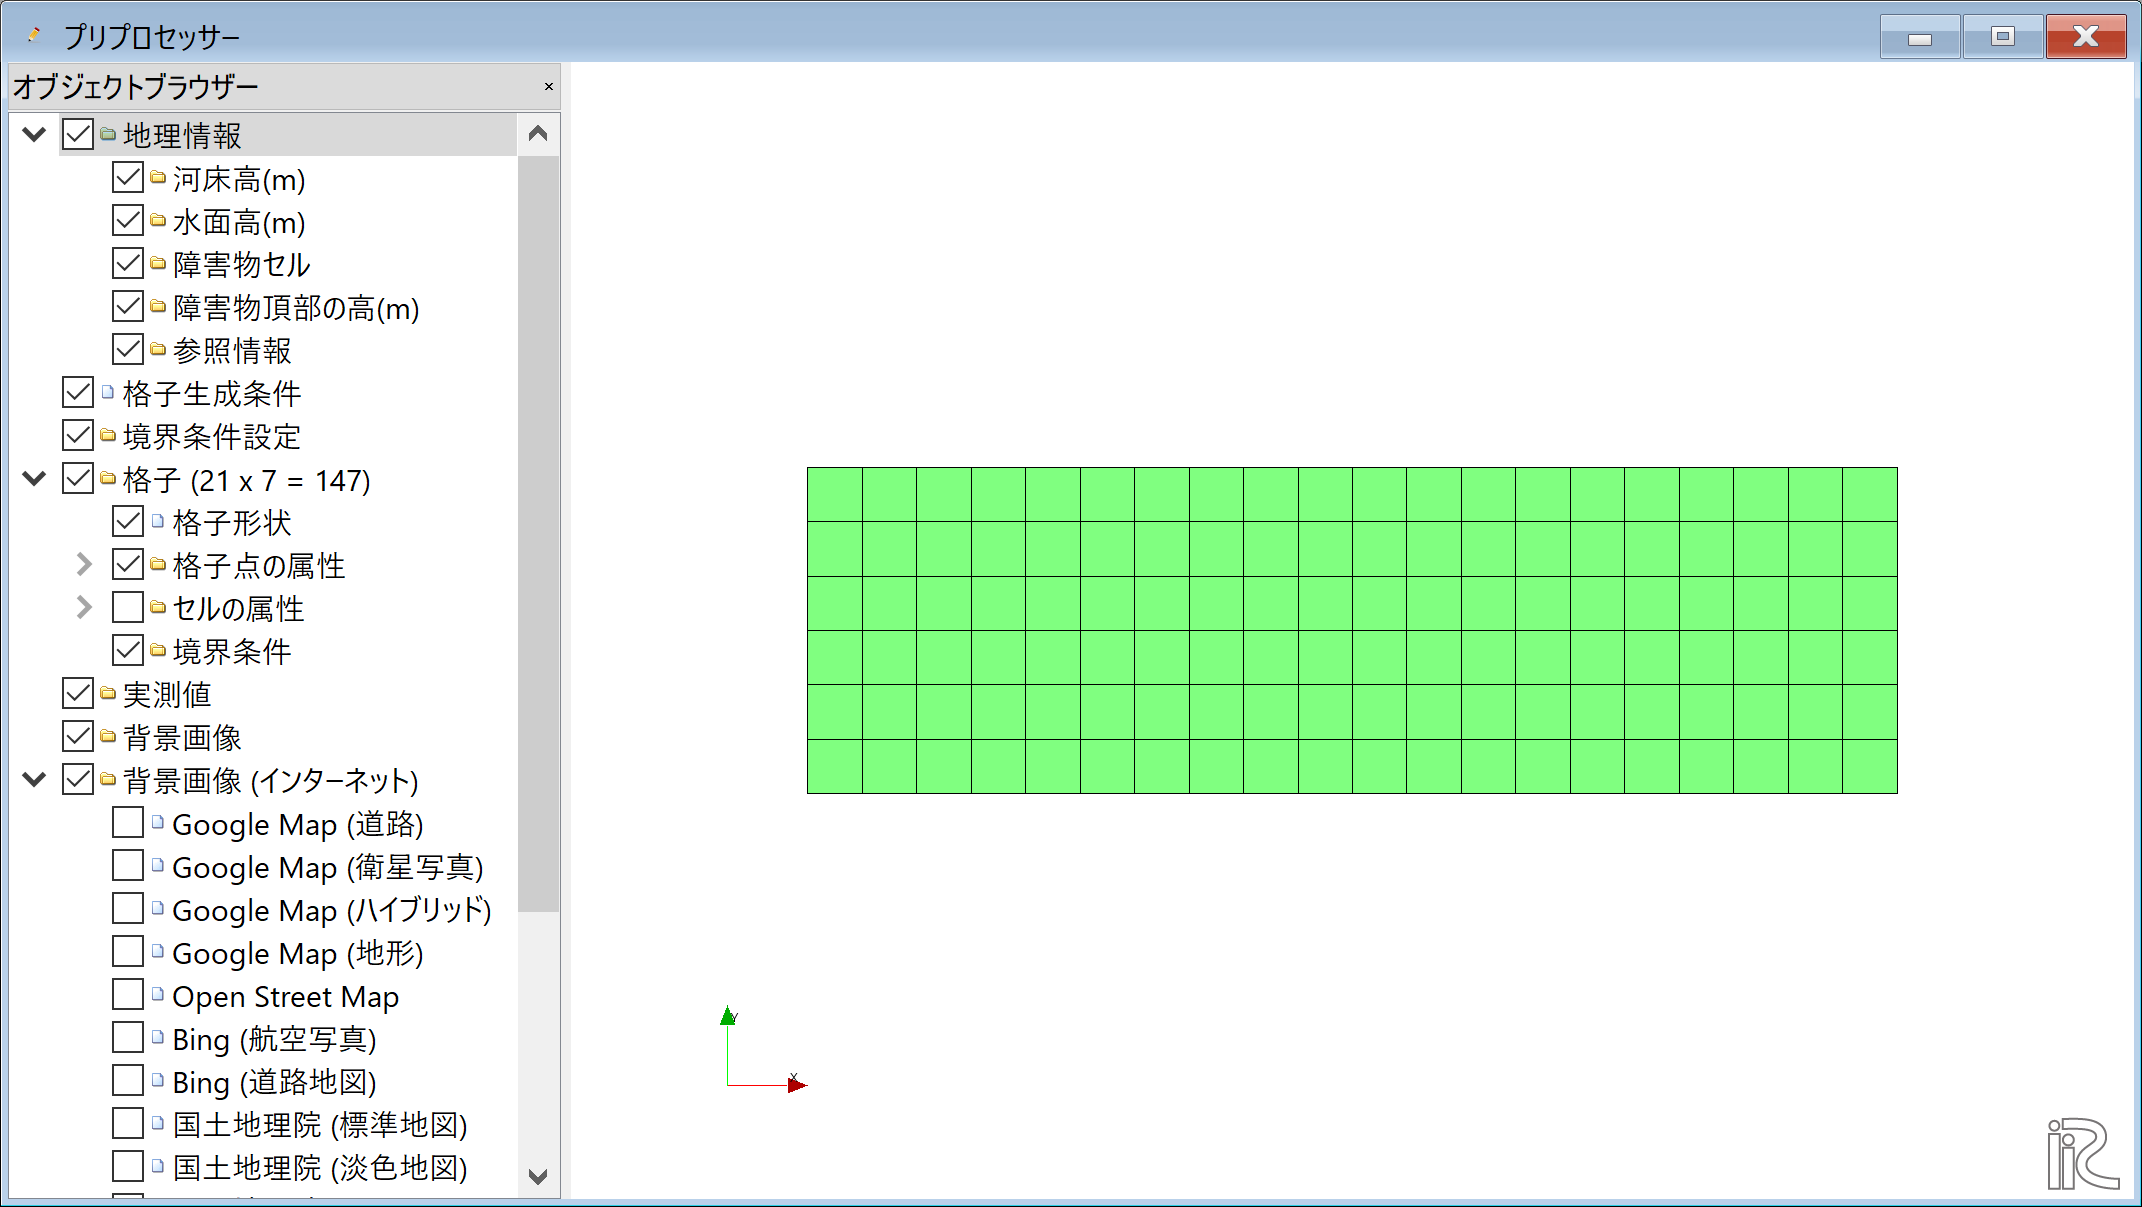 プリプロセッサー
オブジェクトブラウザー
地理情報
河床高(m)
水面高(m)
障害物セル
障害物頂部の高(m)
参照情報
格子生成条件
境界条件設定
格子 (21 x 7 = 147)
格子形状
格子点の属性
セルの属性
境界条件
実測値
背景画像
背景画像 (インターネット)
Google Map (道路)
Google Map (衛星写真)
Google Map (ハイブリッド)
Google Map (地形)
Open Street Map
Bing (航空写真)
Bing (道路地図)
国土地理院 (標準地図)
国土地理院 (淡色地図)
Y
X
iRIC